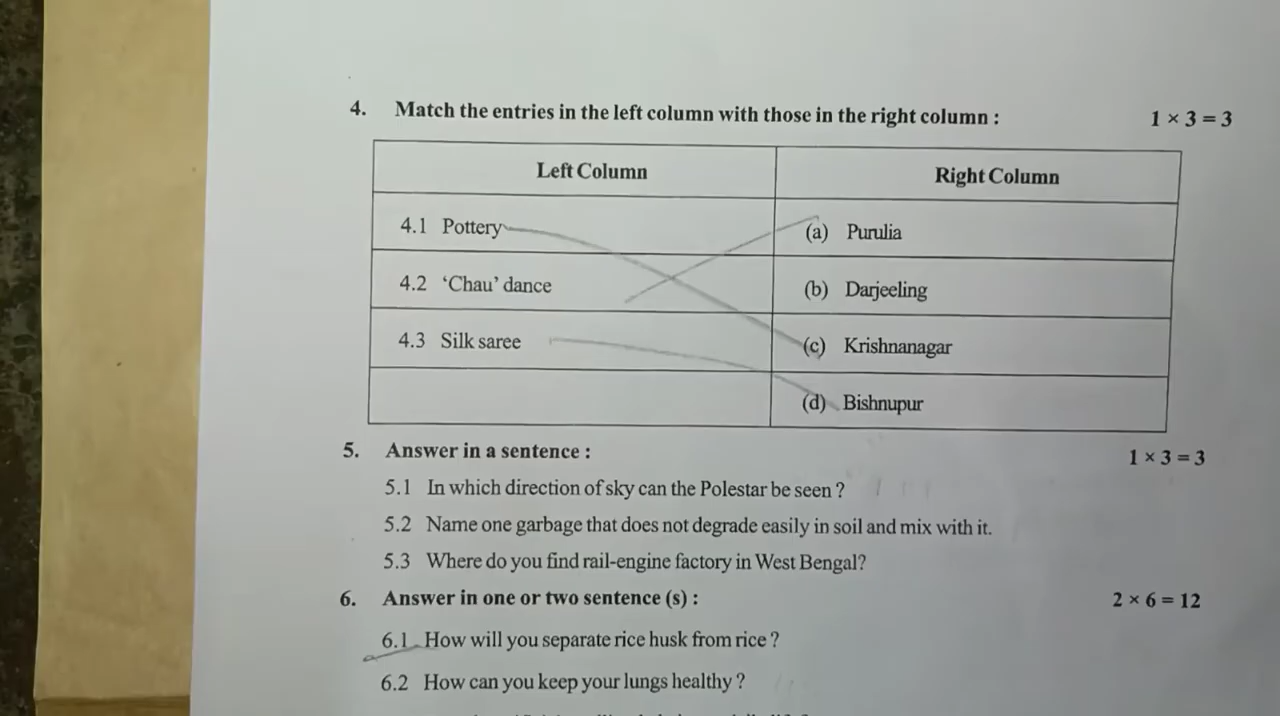 4. Match the entries in the left column with those in the right column : 1 × 3 = 3
Left Column Right Column
4.1 Pottery (a) Purulia
4.2 ‘Chau’ dance (b) Darjeeling
4.3 Silk saree (c) Krishnanagar
(d) Bishnupur
5. Answer in a sentence : 1 × 3 = 3
5.1 In which direction of sky can the Polestar be seen ?
5.2 Name one garbage that does not degrade easily in soil and mix with it.
5.3 Where do you find rail-engine factory in West Bengal?
6. Answer in one or two sentence (s) : 2 × 6 = 12
6.1 How will you separate rice husk from rice ?
6.2 How can you keep your lungs healthy ?